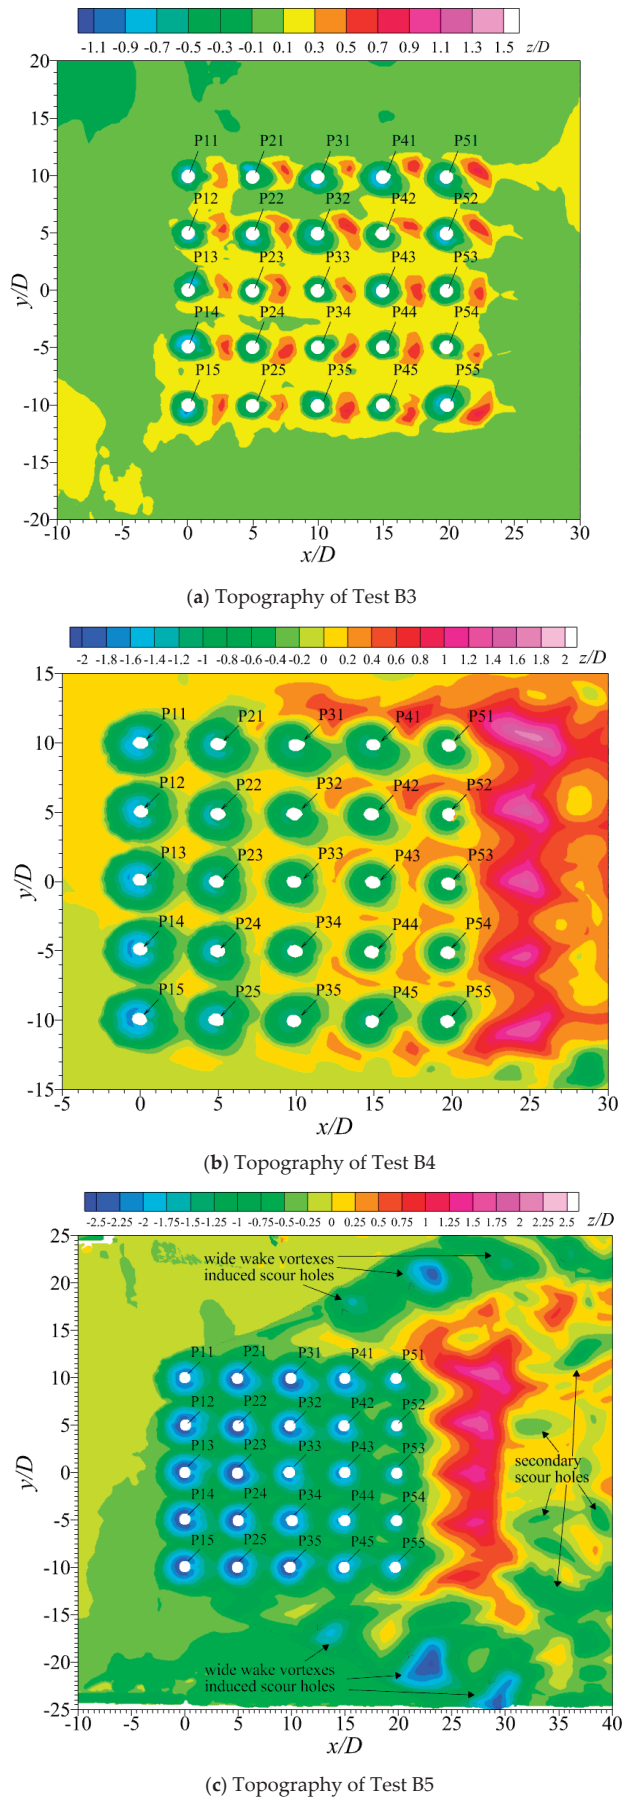 -1.1 -0.9 -0.7 -0.5 -0.3 -0.1 0.1 0.3 0.5 0.7 0.9 1.1 1.3 1.5 z/D
20
15
P11 P21 P31 P41 P51
10
P12 P22 P32 P42 P52
5
P13 P23 P33 P43 P53
0
y/D
P14 P24 P34 P44 P54
-5
P15 P25 P35 P45 P55
-10
-15
-20
-10 -5 0 5 10 15 20 25 30
x/D
(a) Topography of Test B3
-2 -1.8 -1.6 -1.4 -1.2 -1 -0.8 -0.6 -0.4 -0.2 0 0.2 0.4 0.6 0.8 1 1.2 1.4 1.6 1.8 2 z/D
15
P11 P21 P31 P41 P51
10
P12 P22 P32 P42 P52
5
P13 P23 P33 P43 P53
0
y/D
P14 P24 P34 P44 P54
-5
P15 P25 P35 P45 P55
-10
-15
-5 0 5 10 15 20 25 30
x/D
(b) Topography of Test B4
-2.5 -2.25 -2 -1.75 -1.5 -1.25 -1 -0.75 -0.5 -0.25 0 0.25 0.5 0.75 1 1.25 1.5 1.75 2 2.25 2.5 z/D
25
wide wake vortexes
induced scour holes
20
15
P11 P21 P31 P41 P51
10
P12 P22 P32 P42 P52
5
P13 P23 P33 P43 P53
0
y/D
secondary
scour holes
P14 P24 P34 P44 P54
-5
P15 P25 P35 P45 P55
-10
-15
-20
wide wake vortexes
induced scour holes
-25
-10 -5 0 5 10 15 20 25 30 35 40
x/D
(c) Topography of Test B5